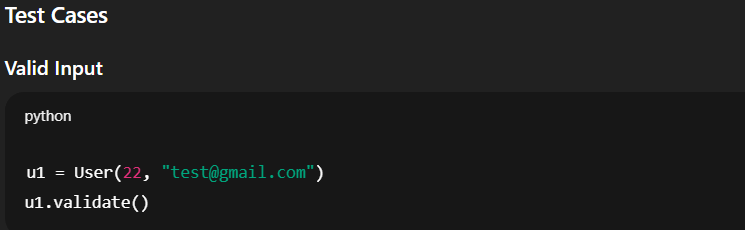 Test Cases
Valid Input
python
u1 = User(22, "test@gmail.com")
u1.validate()